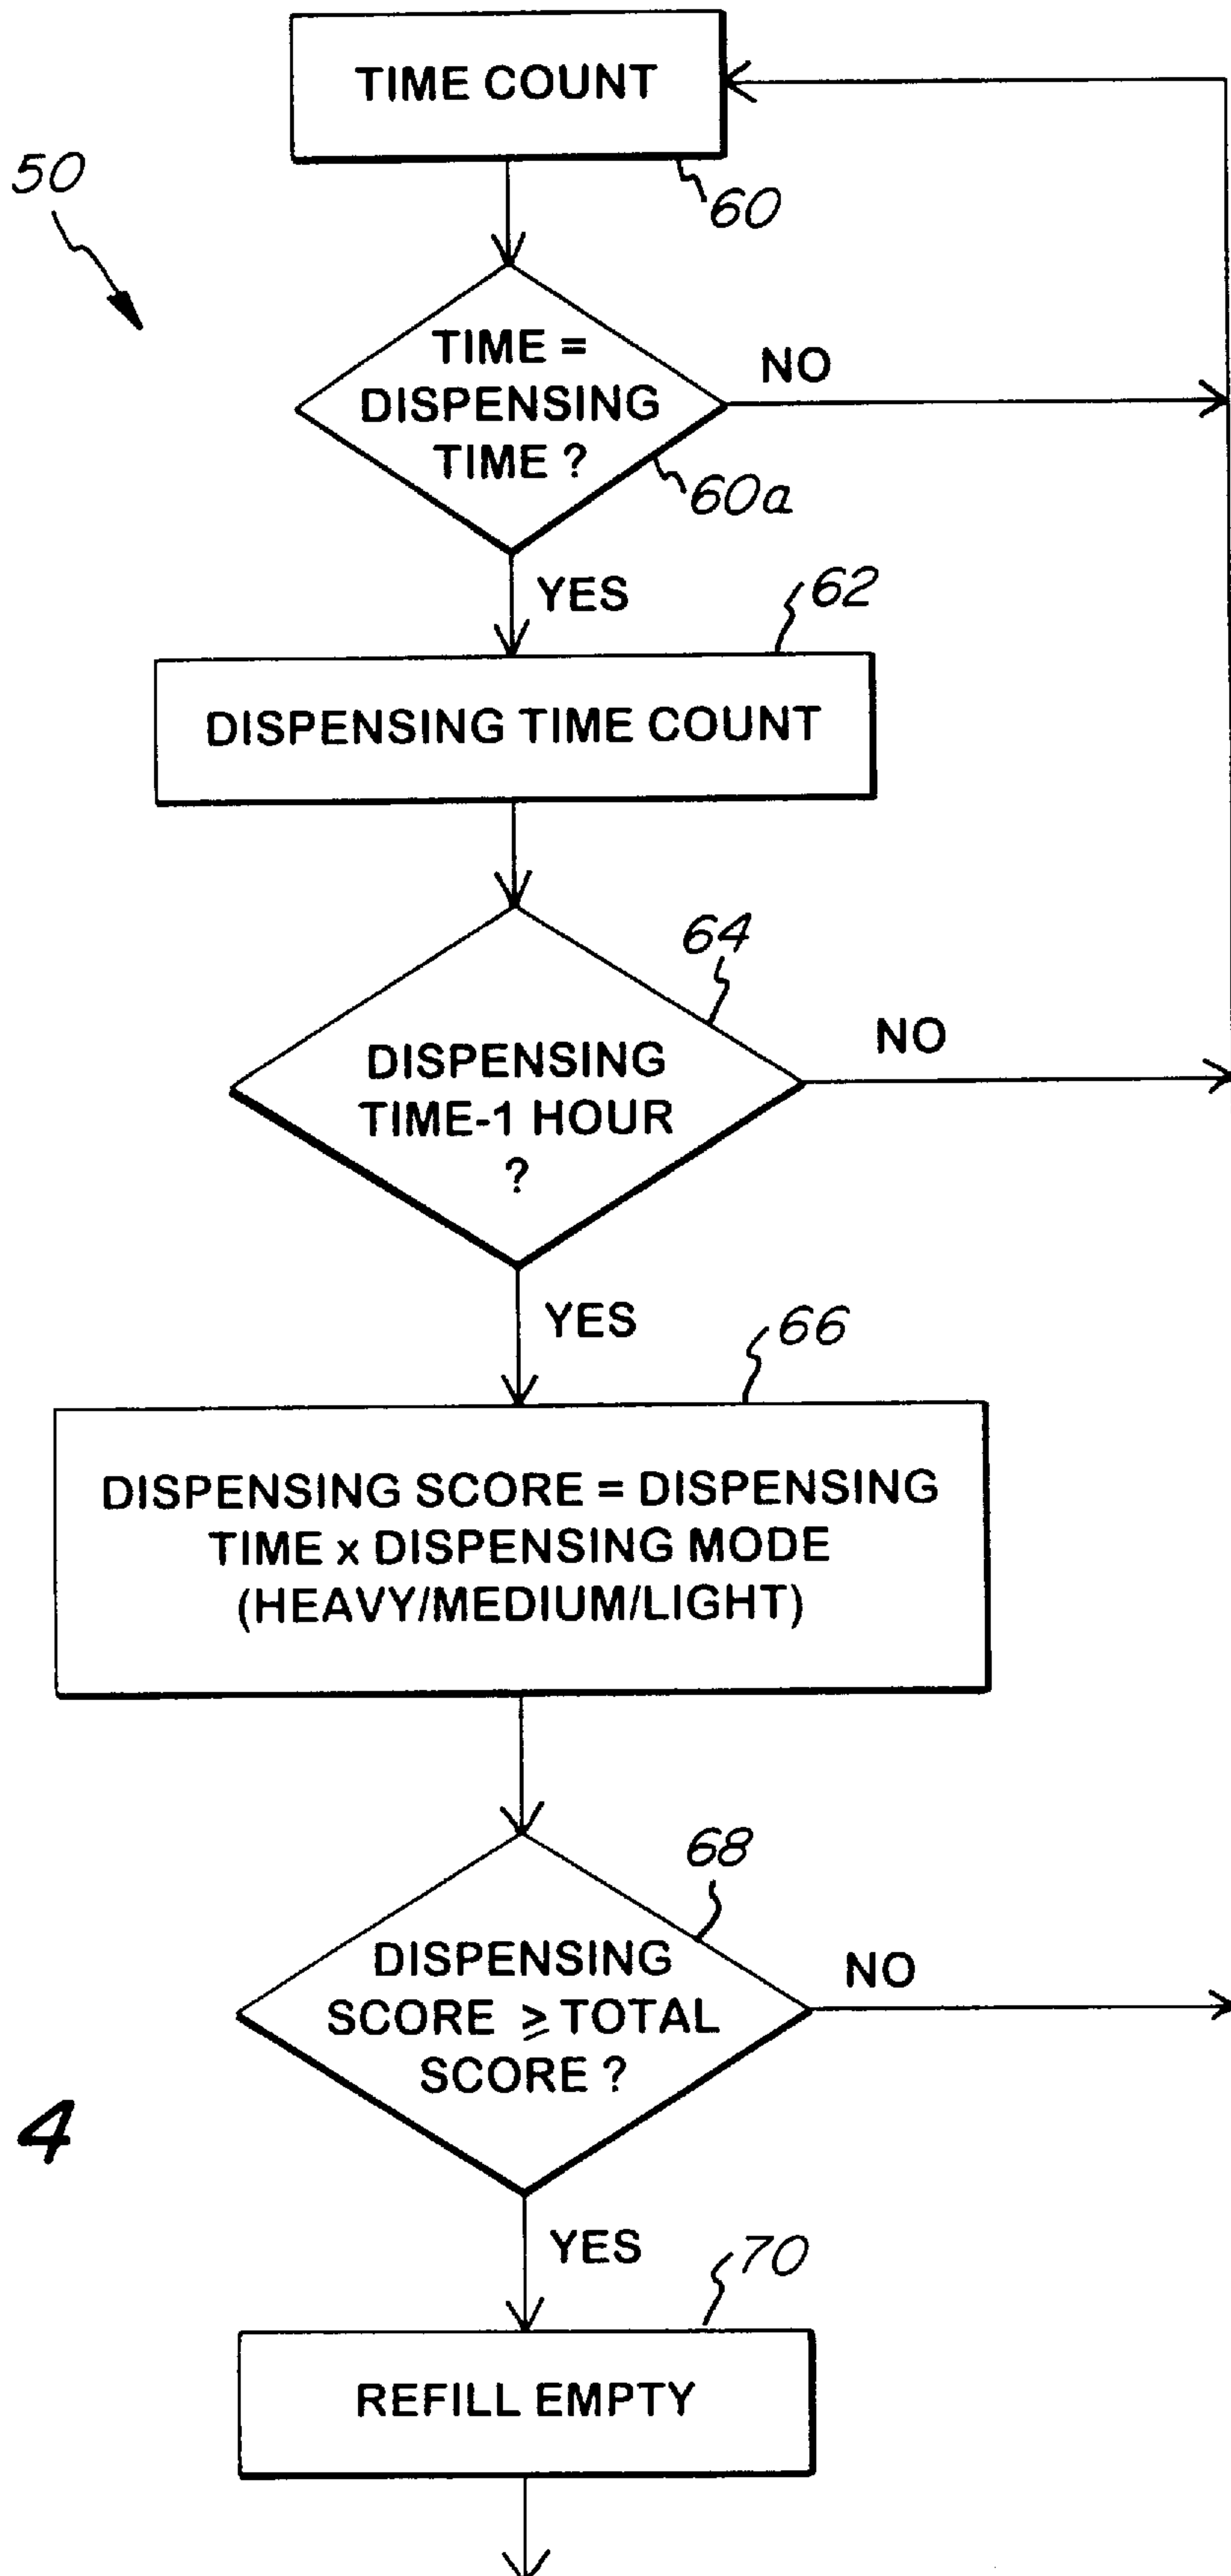 TIME COUNT
50
60
TIME =
DISPENSING
TIME ?
NO
60a
YES
62
DISPENSING TIME COUNT
64
DISPENSING
TIME-1 HOUR
?
NO
YES
66
DISPENSING SCORE = DISPENSING
TIME x DISPENSING MODE
(HEAVY/MEDIUM/LIGHT)
68
DISPENSING
SCORE ≥ TOTAL
SCORE ?
NO
4
YES
70
REFILL EMPTY